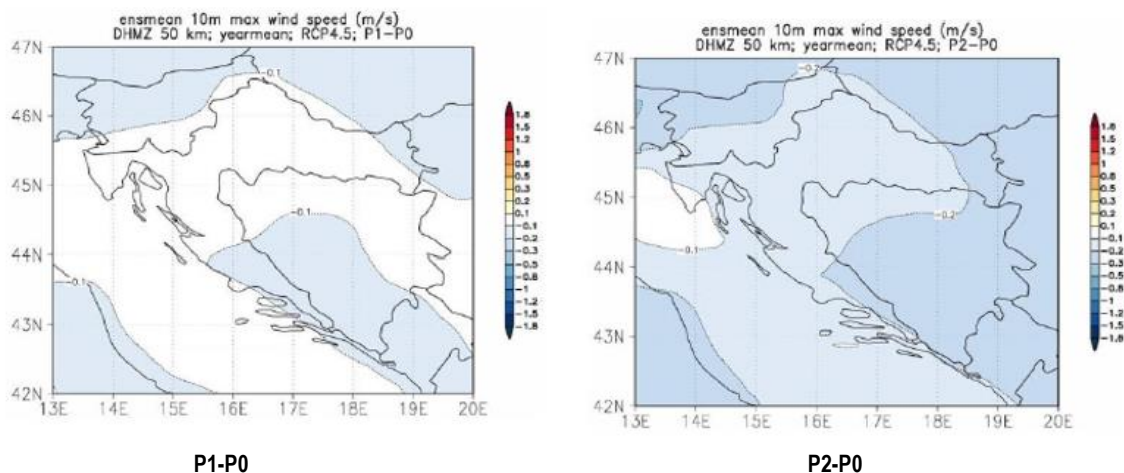 ensmean 10m max wind speed (m/s)
DHMZ 50 km; yearmean; RCP4.5; P1-P0
47N
46N
45N
44N
43N
42N
13E 14E 15E 16E 17E 18E 19E 20E
-0.1
-0.1
-0.1
1.8
1.5
1.2
1
0.8
0.5
0.3
0.2
0.1
-0.1
-0.2
-0.3
-0.5
-0.8
-1
-1.2
-1.5
-1.8
P1-P0
ensmean 10m max wind speed (m/s)
DHMZ 50 km; yearmean; RCP4.5; P2-P0
47N
46N
45N
44N
43N
42N
13E 14E 15E 16E 17E 18E 19E 20E
-0.2
-0.2
-0.1
1.8
1.5
1.2
1
0.8
0.5
0.3
0.2
0.1
-0.1
-0.2
-0.3
-0.5
-0.8
-1
-1.2
-1.5
-1.8
P2-P0